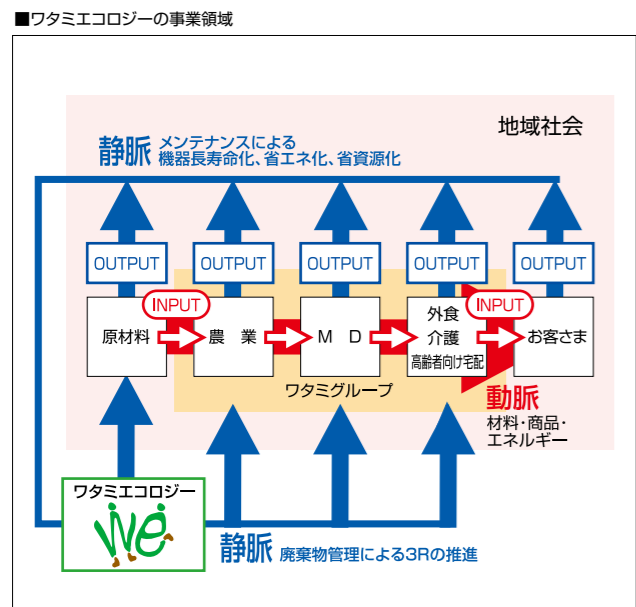 ■ワタミエコロジーの事業領域
地域社会
静脈 メンテナンスによる
機器長寿命化、省エネ化、省資源化
OUTPUT OUTPUT OUTPUT OUTPUT OUTPUT
INPUT INPUT
原材料 農 業 M D 外食
介護
高齢者向け宅配 お客さま
ワタミグループ
動脈
材料・商品・
エネルギー
ワタミエコロジー
We
静脈 廃棄物管理による3Rの推進